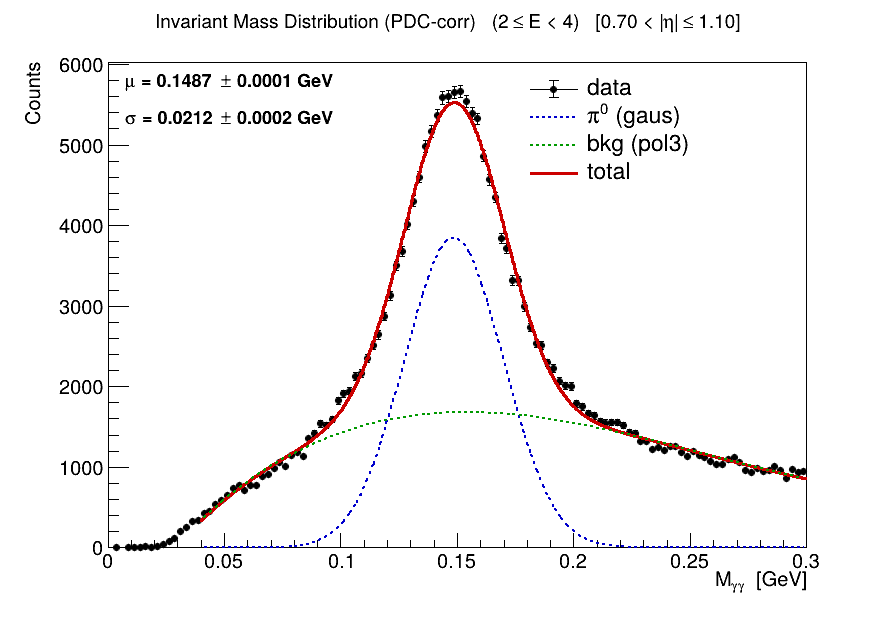 Invariant Mass Distribution (PDC-corr) (2 ≤ E < 4) [0.70 < |η| ≤ 1.10]
Counts
6000
5000
4000
3000
2000
1000
0
μ = 0.1487 ± 0.0001 GeV
σ = 0.0212 ± 0.0002 GeV
data
π⁰ (gaus)
bkg (pol3)
total
0 0.05 0.1 0.15 0.2 0.25 0.3
Mγγ [GeV]